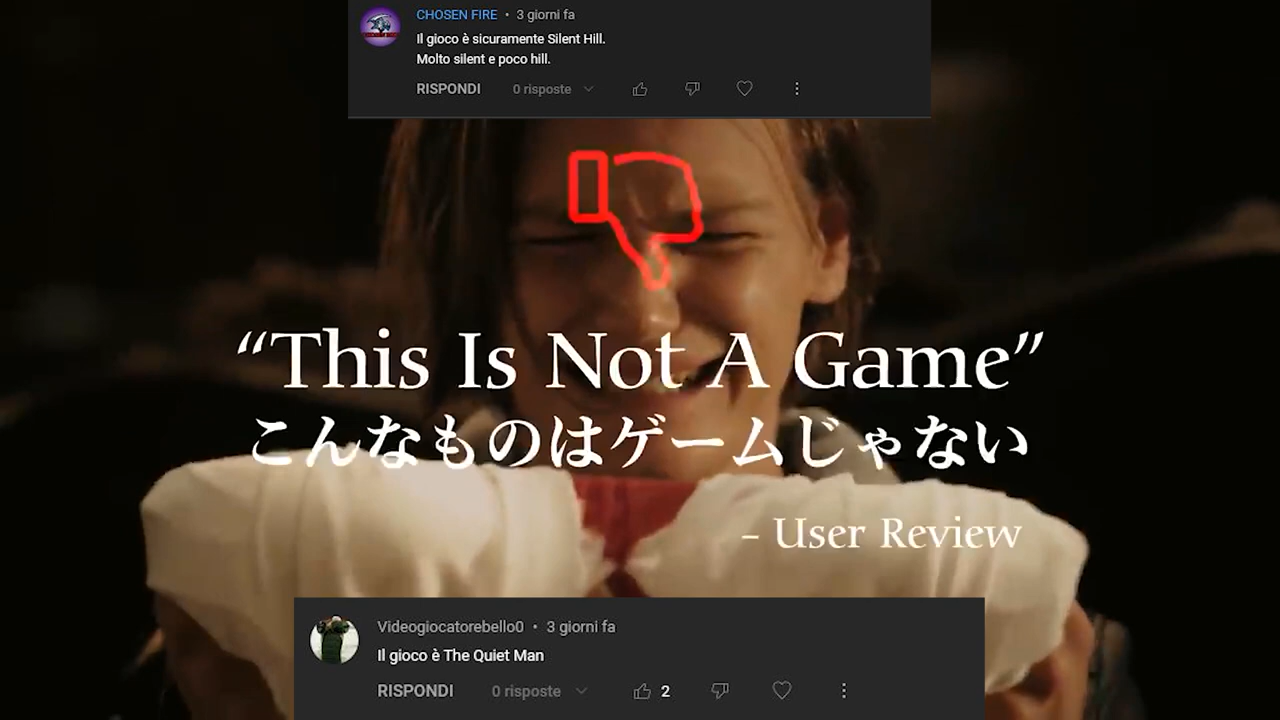 CHOSEN FIRE • 3 giorni fa
Il gioco è sicuramente Silent Hill.
Molto silent e poco hill.
RISPONDI 0 risposte
“This Is Not A Game”
こんなものはゲームじゃない
– User Review
Videogiocatorebello0 • 3 giorni fa
Il gioco è The Quiet Man
RISPONDI 0 risposte 2